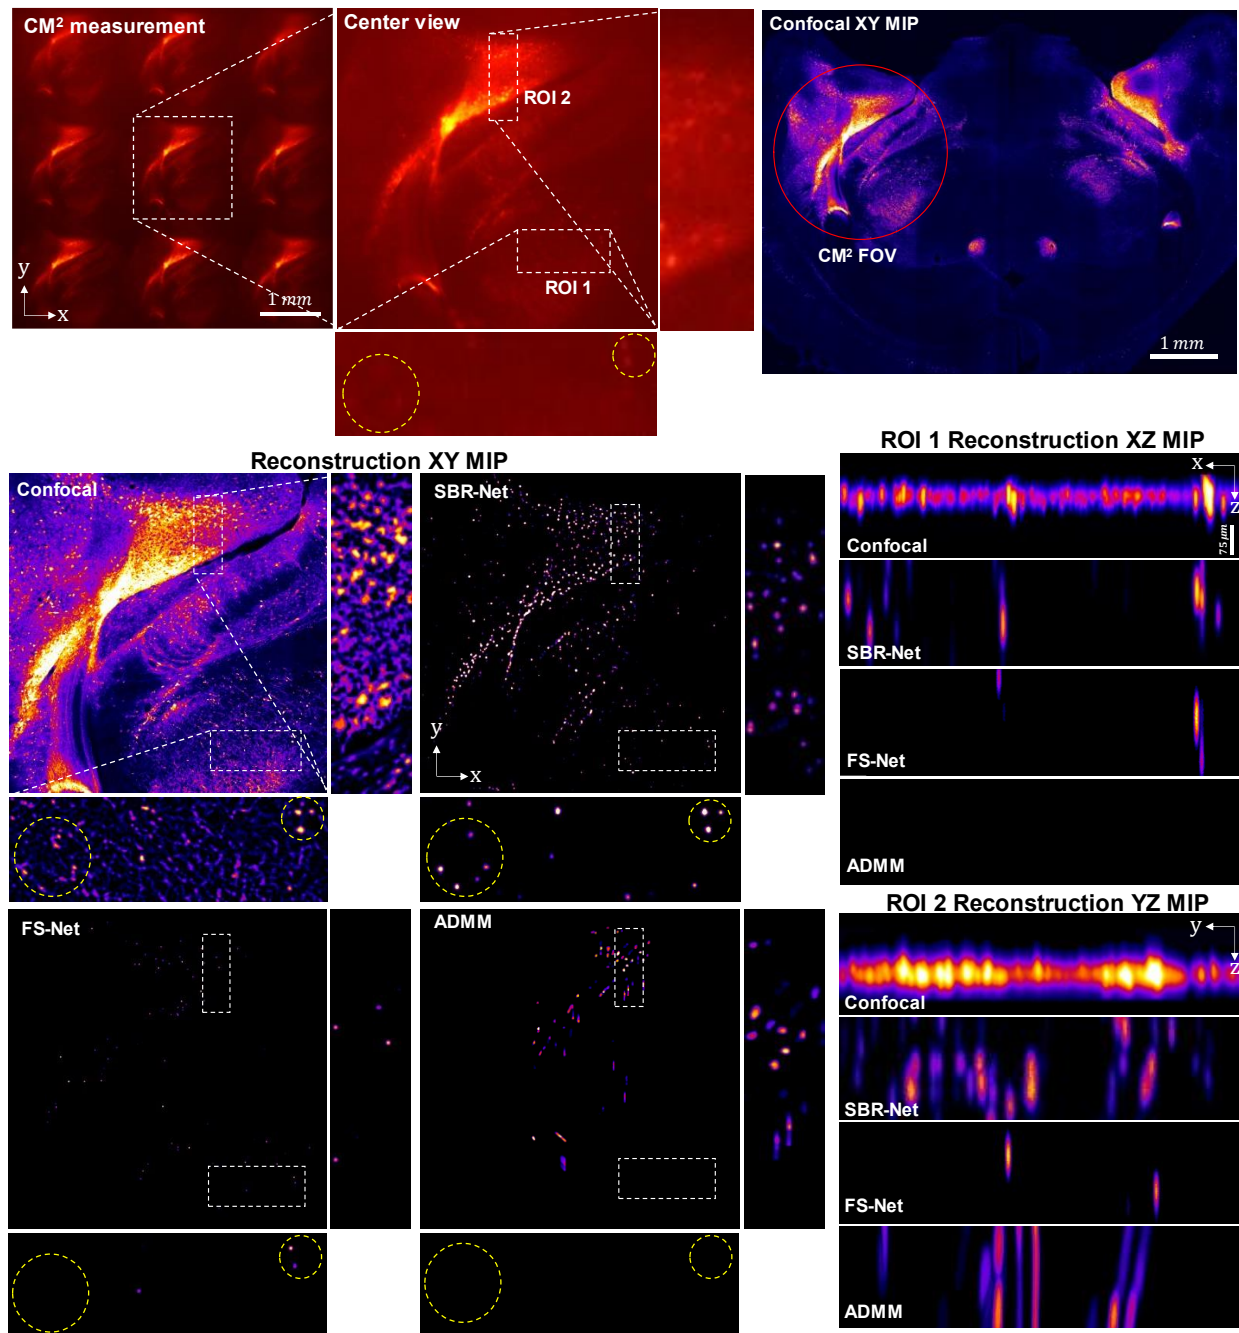 CM² measurement
Center view
Confocal XY MIP
ROI 2
ROI 1
CM² FOV
y
x
1 mm
1 mm
Reconstruction XY MIP
Confocal
SBR-Net
y
x
FS-Net
ADMM
ROI 1 Reconstruction XZ MIP
x
z
75 μm
Confocal
SBR-Net
FS-Net
ADMM
ROI 2 Reconstruction YZ MIP
y
z
Confocal
SBR-Net
FS-Net
ADMM